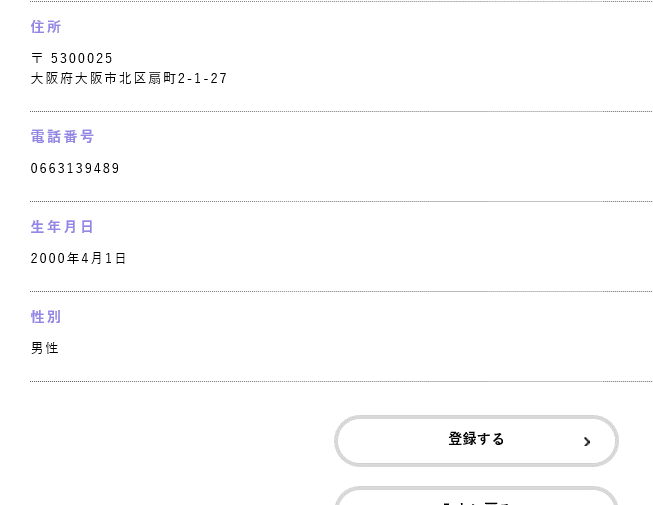 住所
〒 5300025
大阪府大阪市北区扇町2-1-27
電話番号
0663139489
生年月日
2000年4月1日
性別
男性
登録する